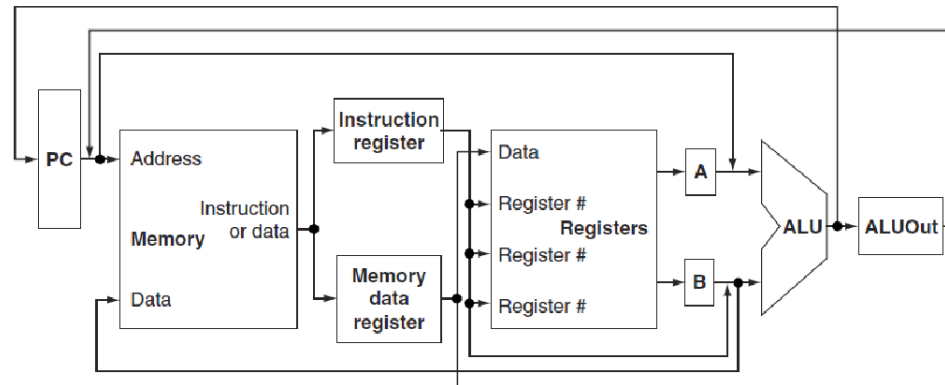 PC
Address
Instruction
or data
Memory
Data
Instruction
register
Memory
data
register
Data
Register #
Registers
Register #
Register #
A
B
ALU
ALUOut